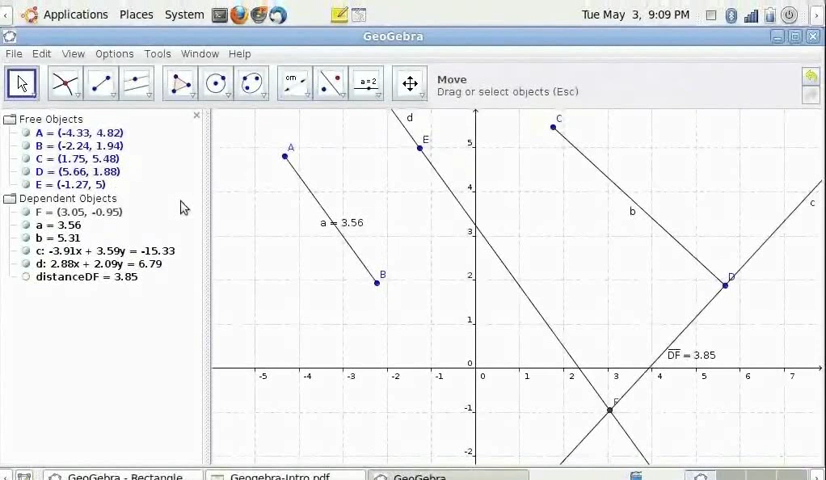 Applications Places System Tue May 3, 9:09 PM
GeoGebra
File Edit View Options Tools Window Help
cm
a=2
Move
Drag or select objects (Esc)
Free Objects
A = (-4.33, 4.82)
B = (-2.24, 1.94)
C = (1.75, 5.48)
D = (5.66, 1.88)
E = (-1.27, 5)
Dependent Objects
F = (3.05, -0.95)
a = 3.56
b = 5.31
c: -3.91x + 3.59y = -15.33
d: 2.88x + 2.09y = 6.79
distanceDF = 3.85
d
E
C
A
5
4
b
c
a = 3.56
3
B
D
2
1
DF = 3.85
0
-5 -4 -3 -2 -1 0 1 2 3 4 5 6 7
F
-1
-2
GeoGebra - Rectangle Geogebra-Intro.pdf GeoGebra